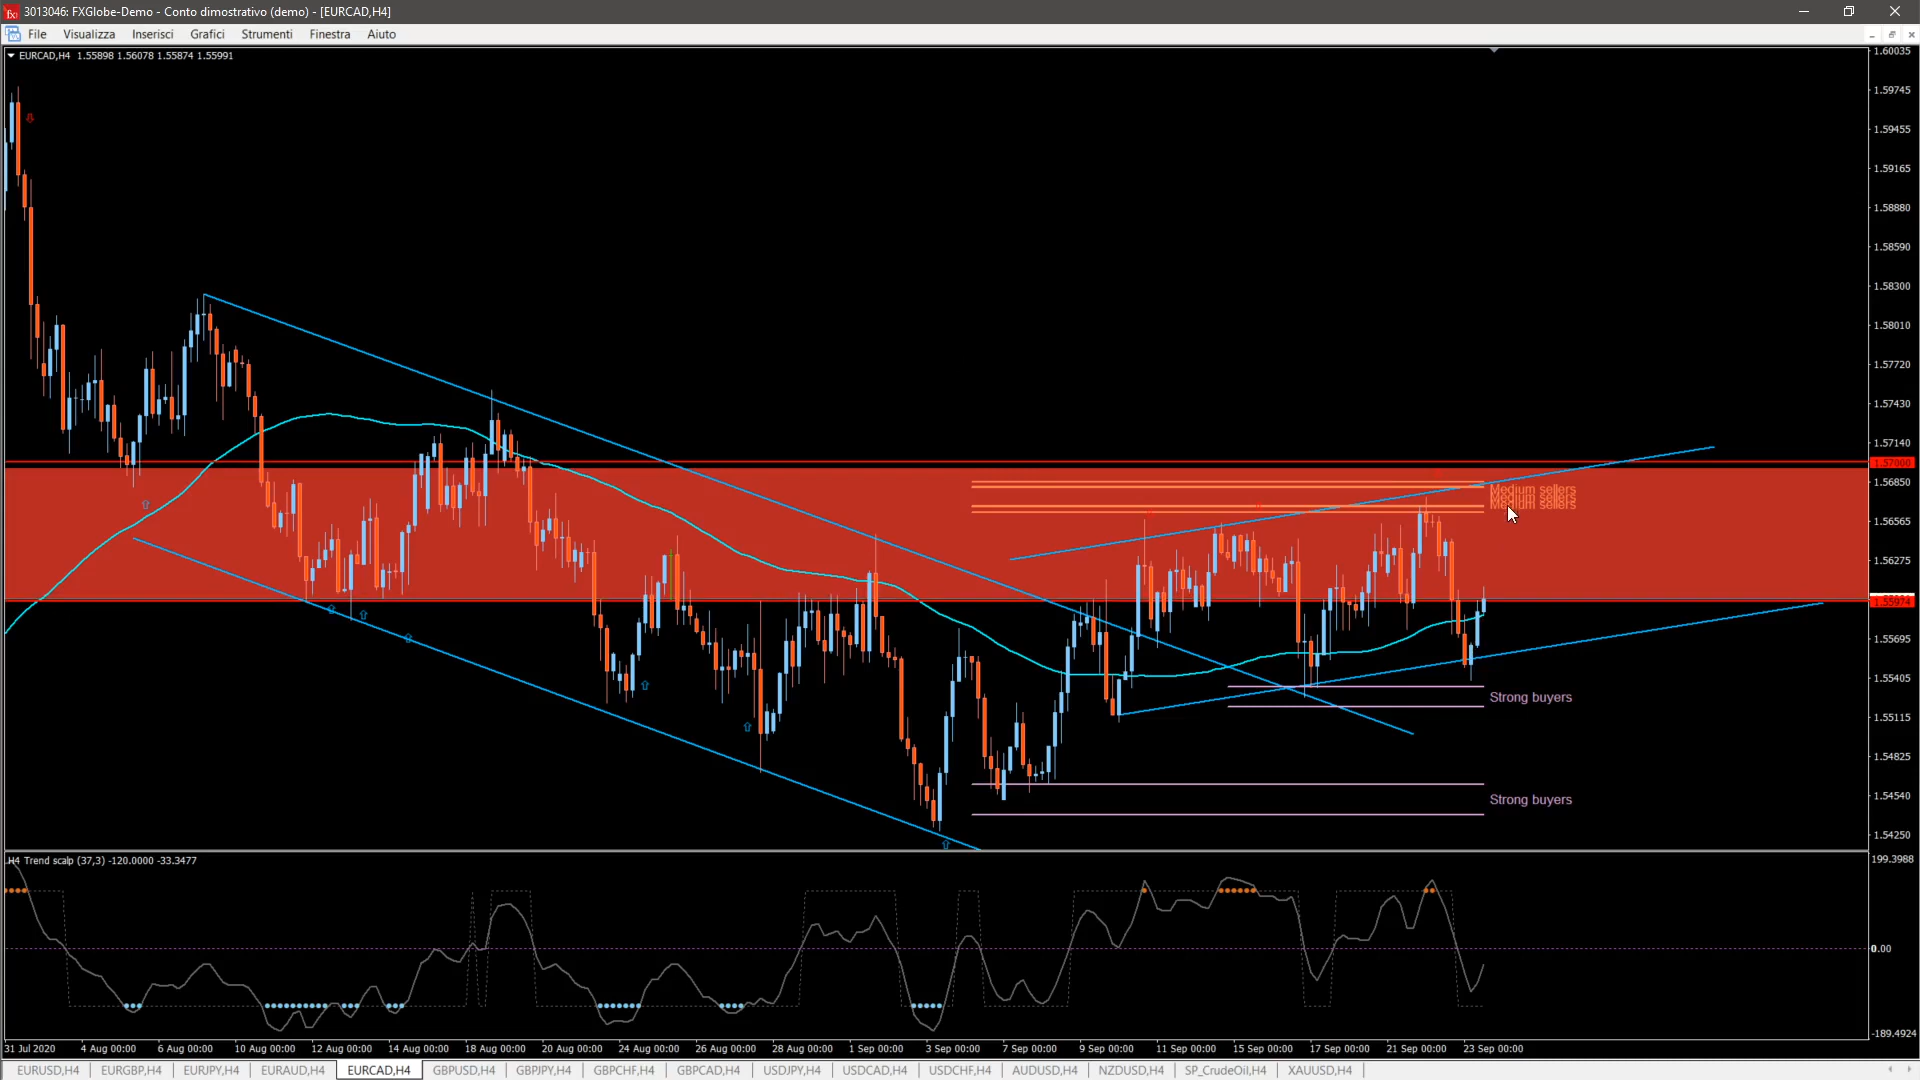 3013046: FXGlobe-Demo - Conto dimostrativo (demo) - [EURCAD,H4]
File Visualizza Inserisci Grafici Strumenti Finestra Aiuto
EURCAD,H4 1.55898 1.56078 1.55874 1.55991
1.60035
1.59745
1.59455
1.59165
1.58880
1.58590
1.58300
1.58010
1.57720
1.57430
1.57140
1.57000
1.56850
Medium sellers
Medium sellers
1.56565
1.56275
1.55974
1.55695
1.55405
Strong buyers
1.55115
1.54825
Strong buyers
1.54540
1.54250
H4 Trend scalp (37,3) -120.0000 -33.3477
199.3988
0.00
-189.4924
31 Jul 2020 4 Aug 00:00 6 Aug 00:00 10 Aug 00:00 12 Aug 00:00 14 Aug 00:00 18 Aug 00:00 20 Aug 00:00 24 Aug 00:00 26 Aug 00:00 28 Aug 00:00 1 Sep 00:00 3 Sep 00:00 7 Sep 00:00 9 Sep 00:00 11 Sep 00:00 15 Sep 00:00 17 Sep 00:00 21 Sep 00:00 23 Sep 00:00
EURUSD,H4 EURGBP,H4 EURJPY,H4 EURAUD,H4 EURCAD,H4 GBPUSD,H4 GBPJPY,H4 GBPCHF,H4 GBPCAD,H4 USDJPY,H4 USDCAD,H4 USDCHF,H4 AUDUSD,H4 NZDUSD,H4 SP_CrudeOil,H4 XAUUSD,H4